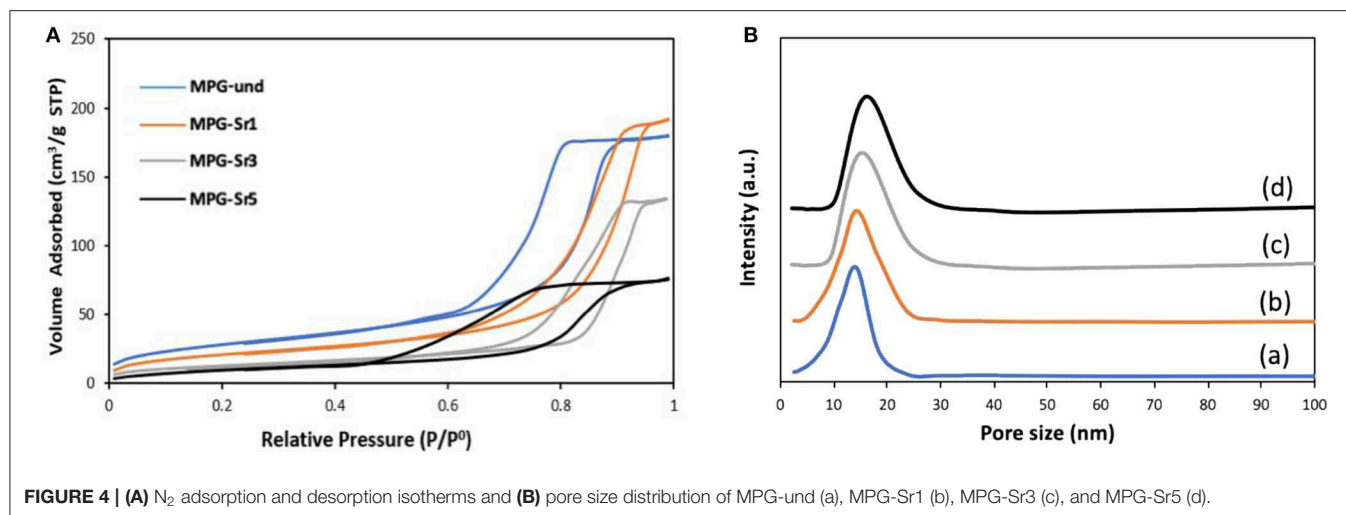 A
250
200
150
100
50
0
Volume Adsorbed (cm³/g STP)
MPG-und
MPG-Sr1
MPG-Sr3
MPG-Sr5
0 0.2 0.4 0.6 0.8 1
Relative Pressure (P/P⁰)
B
Intensity (a.u.)
(d)
(c)
(b)
(a)
0 10 20 30 40 50 60 70 80 90 100
Pore size (nm)
FIGURE 4 | (A) N₂ adsorption and desorption isotherms and (B) pore size distribution of MPG-und (a), MPG-Sr1 (b), MPG-Sr3 (c), and MPG-Sr5 (d).